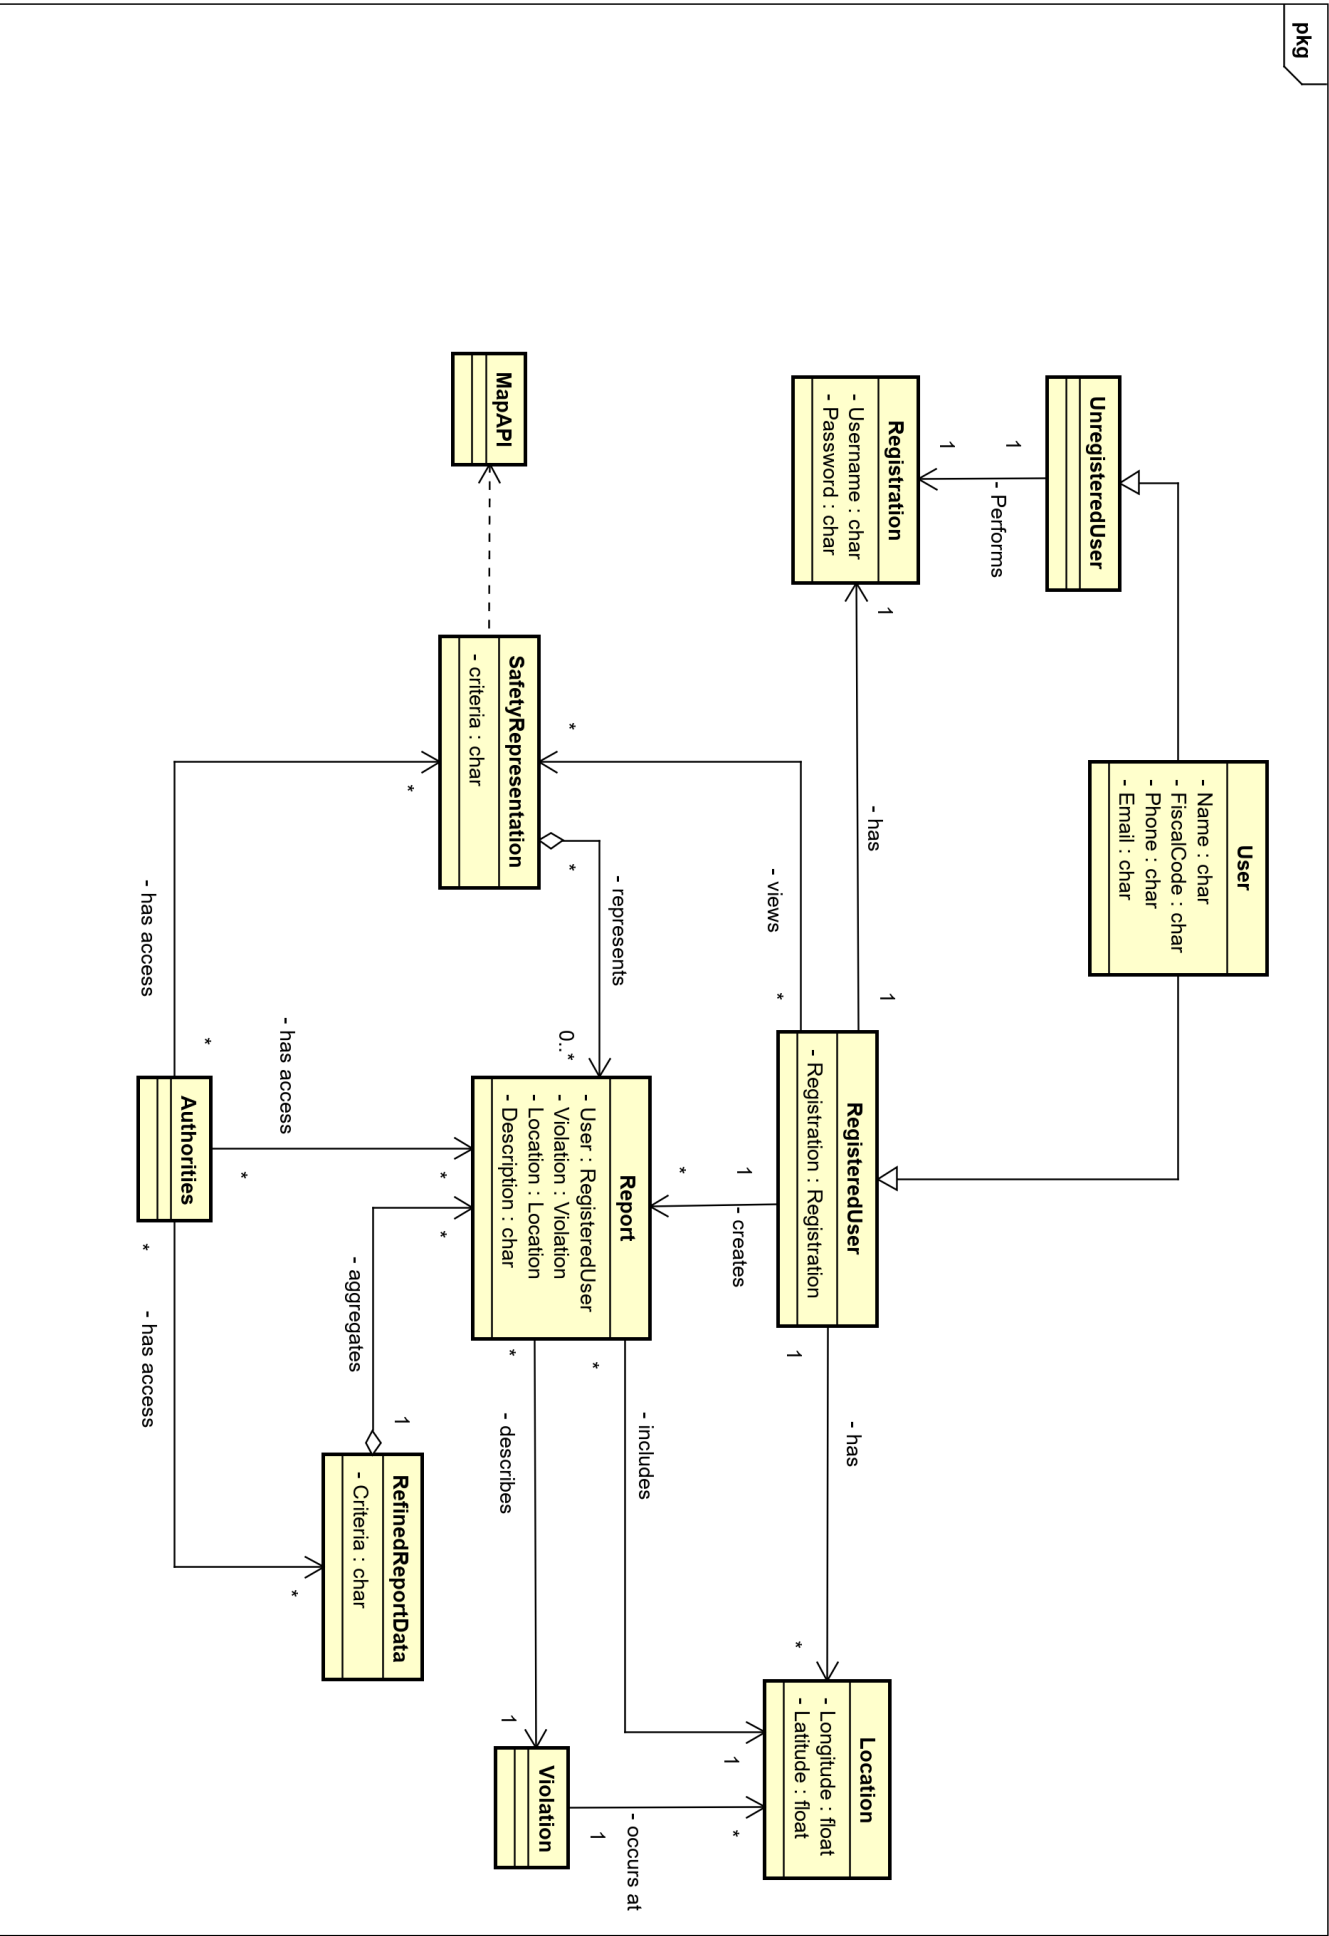 pkg
User
- Name : char
- FiscalCode : char
- Phone : char
- Email : char
UnregisteredUser
1
- Performs
1
Registration
- Username : char
- Password : char
1
- has
1
RegisteredUser
- Registration : Registration
1
- has
*
Location
- Longitude : float
- Latitude : float
*
- views
*
1
- creates
*
MapAPI
SafetyRepresentation
- criteria : char
*
- represents
0..*
Report
- User : RegisteredUser
- Violation : Violation
- Location : Location
- Description : char
*
- includes
1
*
- describes
1
Violation
1
- occurs at
*
*
- has access
*
*
- has access
*
Authorities
*
- has access
*
*
- aggregates
1
RefinedReportData
- Criteria : char